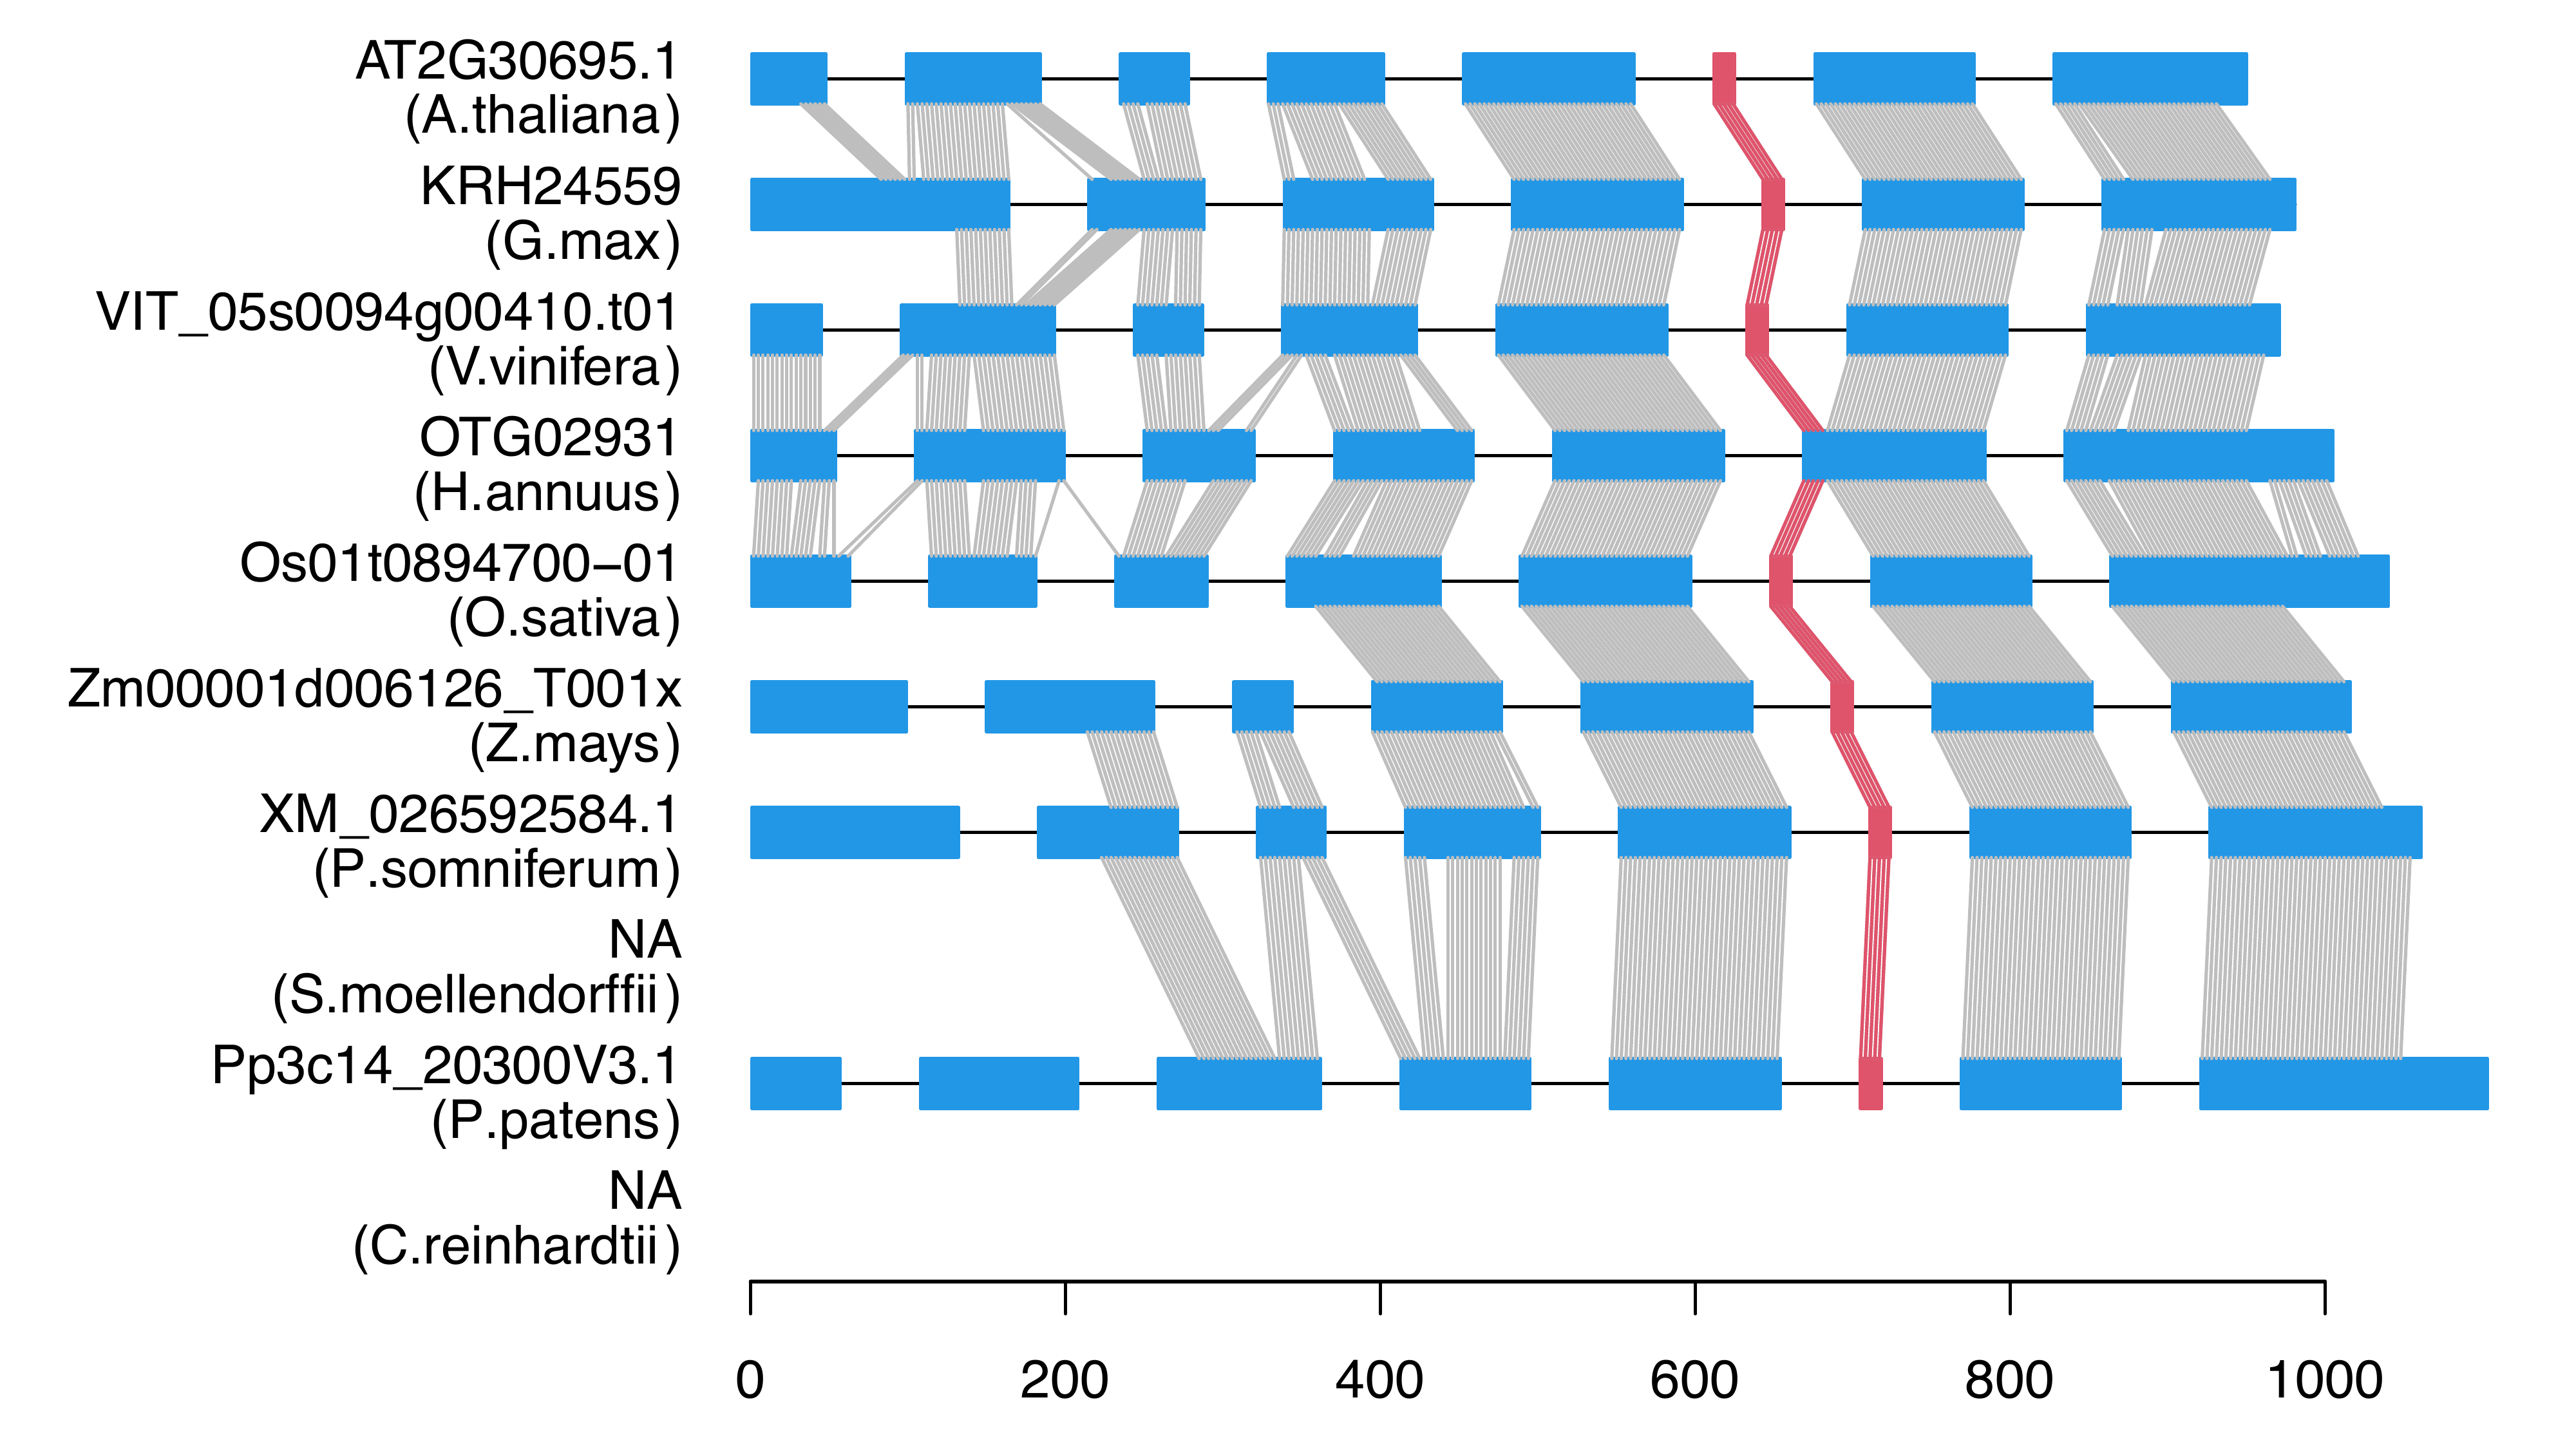 AT2G30695.1
(A.thaliana)
KRH24559
(G.max)
VIT_05s0094g00410.t01
(V.vinifera)
OTG02931
(H.annuus)
Os01t0894700−01
(O.sativa)
Zm00001d006126_T001x
(Z.mays)
XM_026592584.1
(P.somniferum)
NA
(S.moellendorffii)
Pp3c14_20300V3.1
(P.patens)
NA
(C.reinhardtii)
0 200 400 600 800 1000